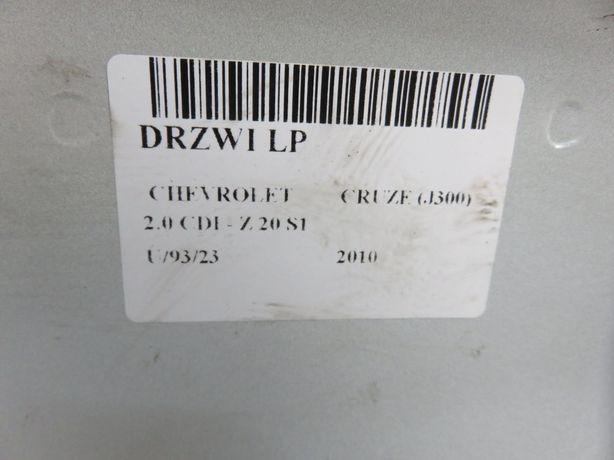 DRZWI LP
CHEVROLET CRUZE (J300)
2.0 CDI - Z 20 S1
U/93/23 2010